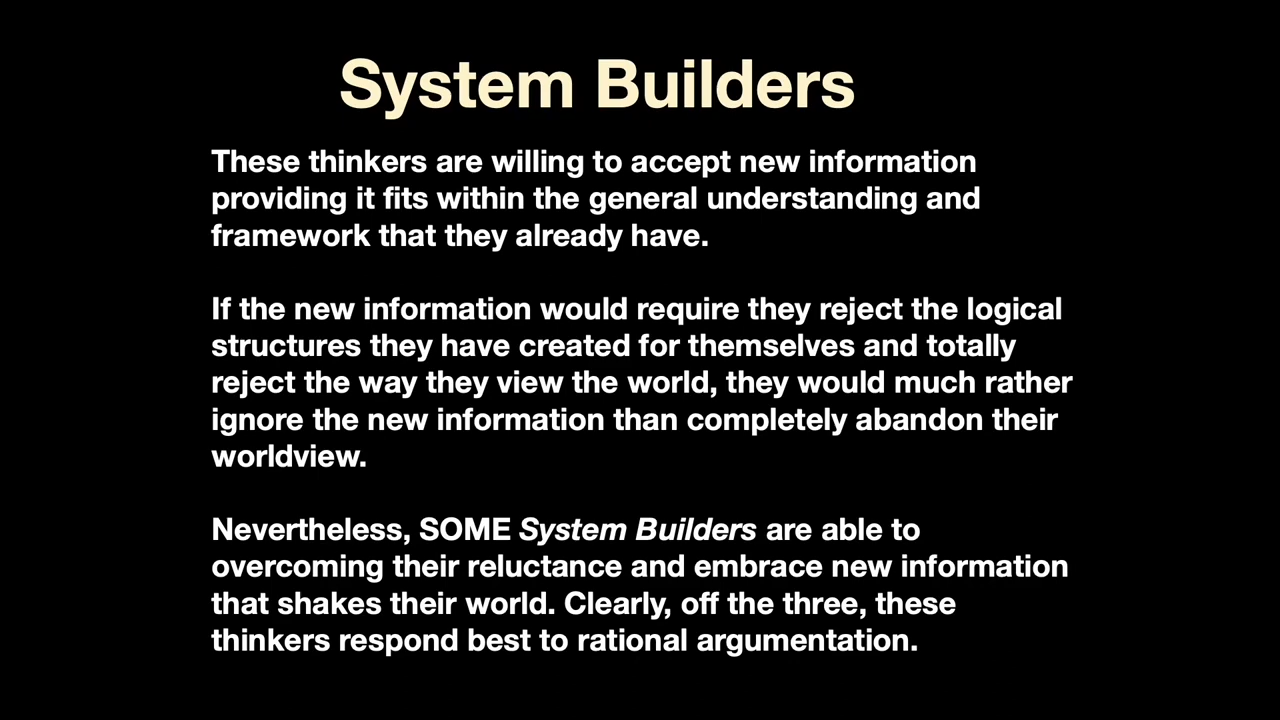 System Builders
These thinkers are willing to accept new information
providing it fits within the general understanding and
framework that they already have.
If the new information would require they reject the logical
structures they have created for themselves and totally
reject the way they view the world, they would much rather
ignore the new information than completely abandon their
worldview.
Nevertheless, SOME System Builders are able to
overcoming their reluctance and embrace new information
that shakes their world. Clearly, off the three, these
thinkers respond best to rational argumentation.